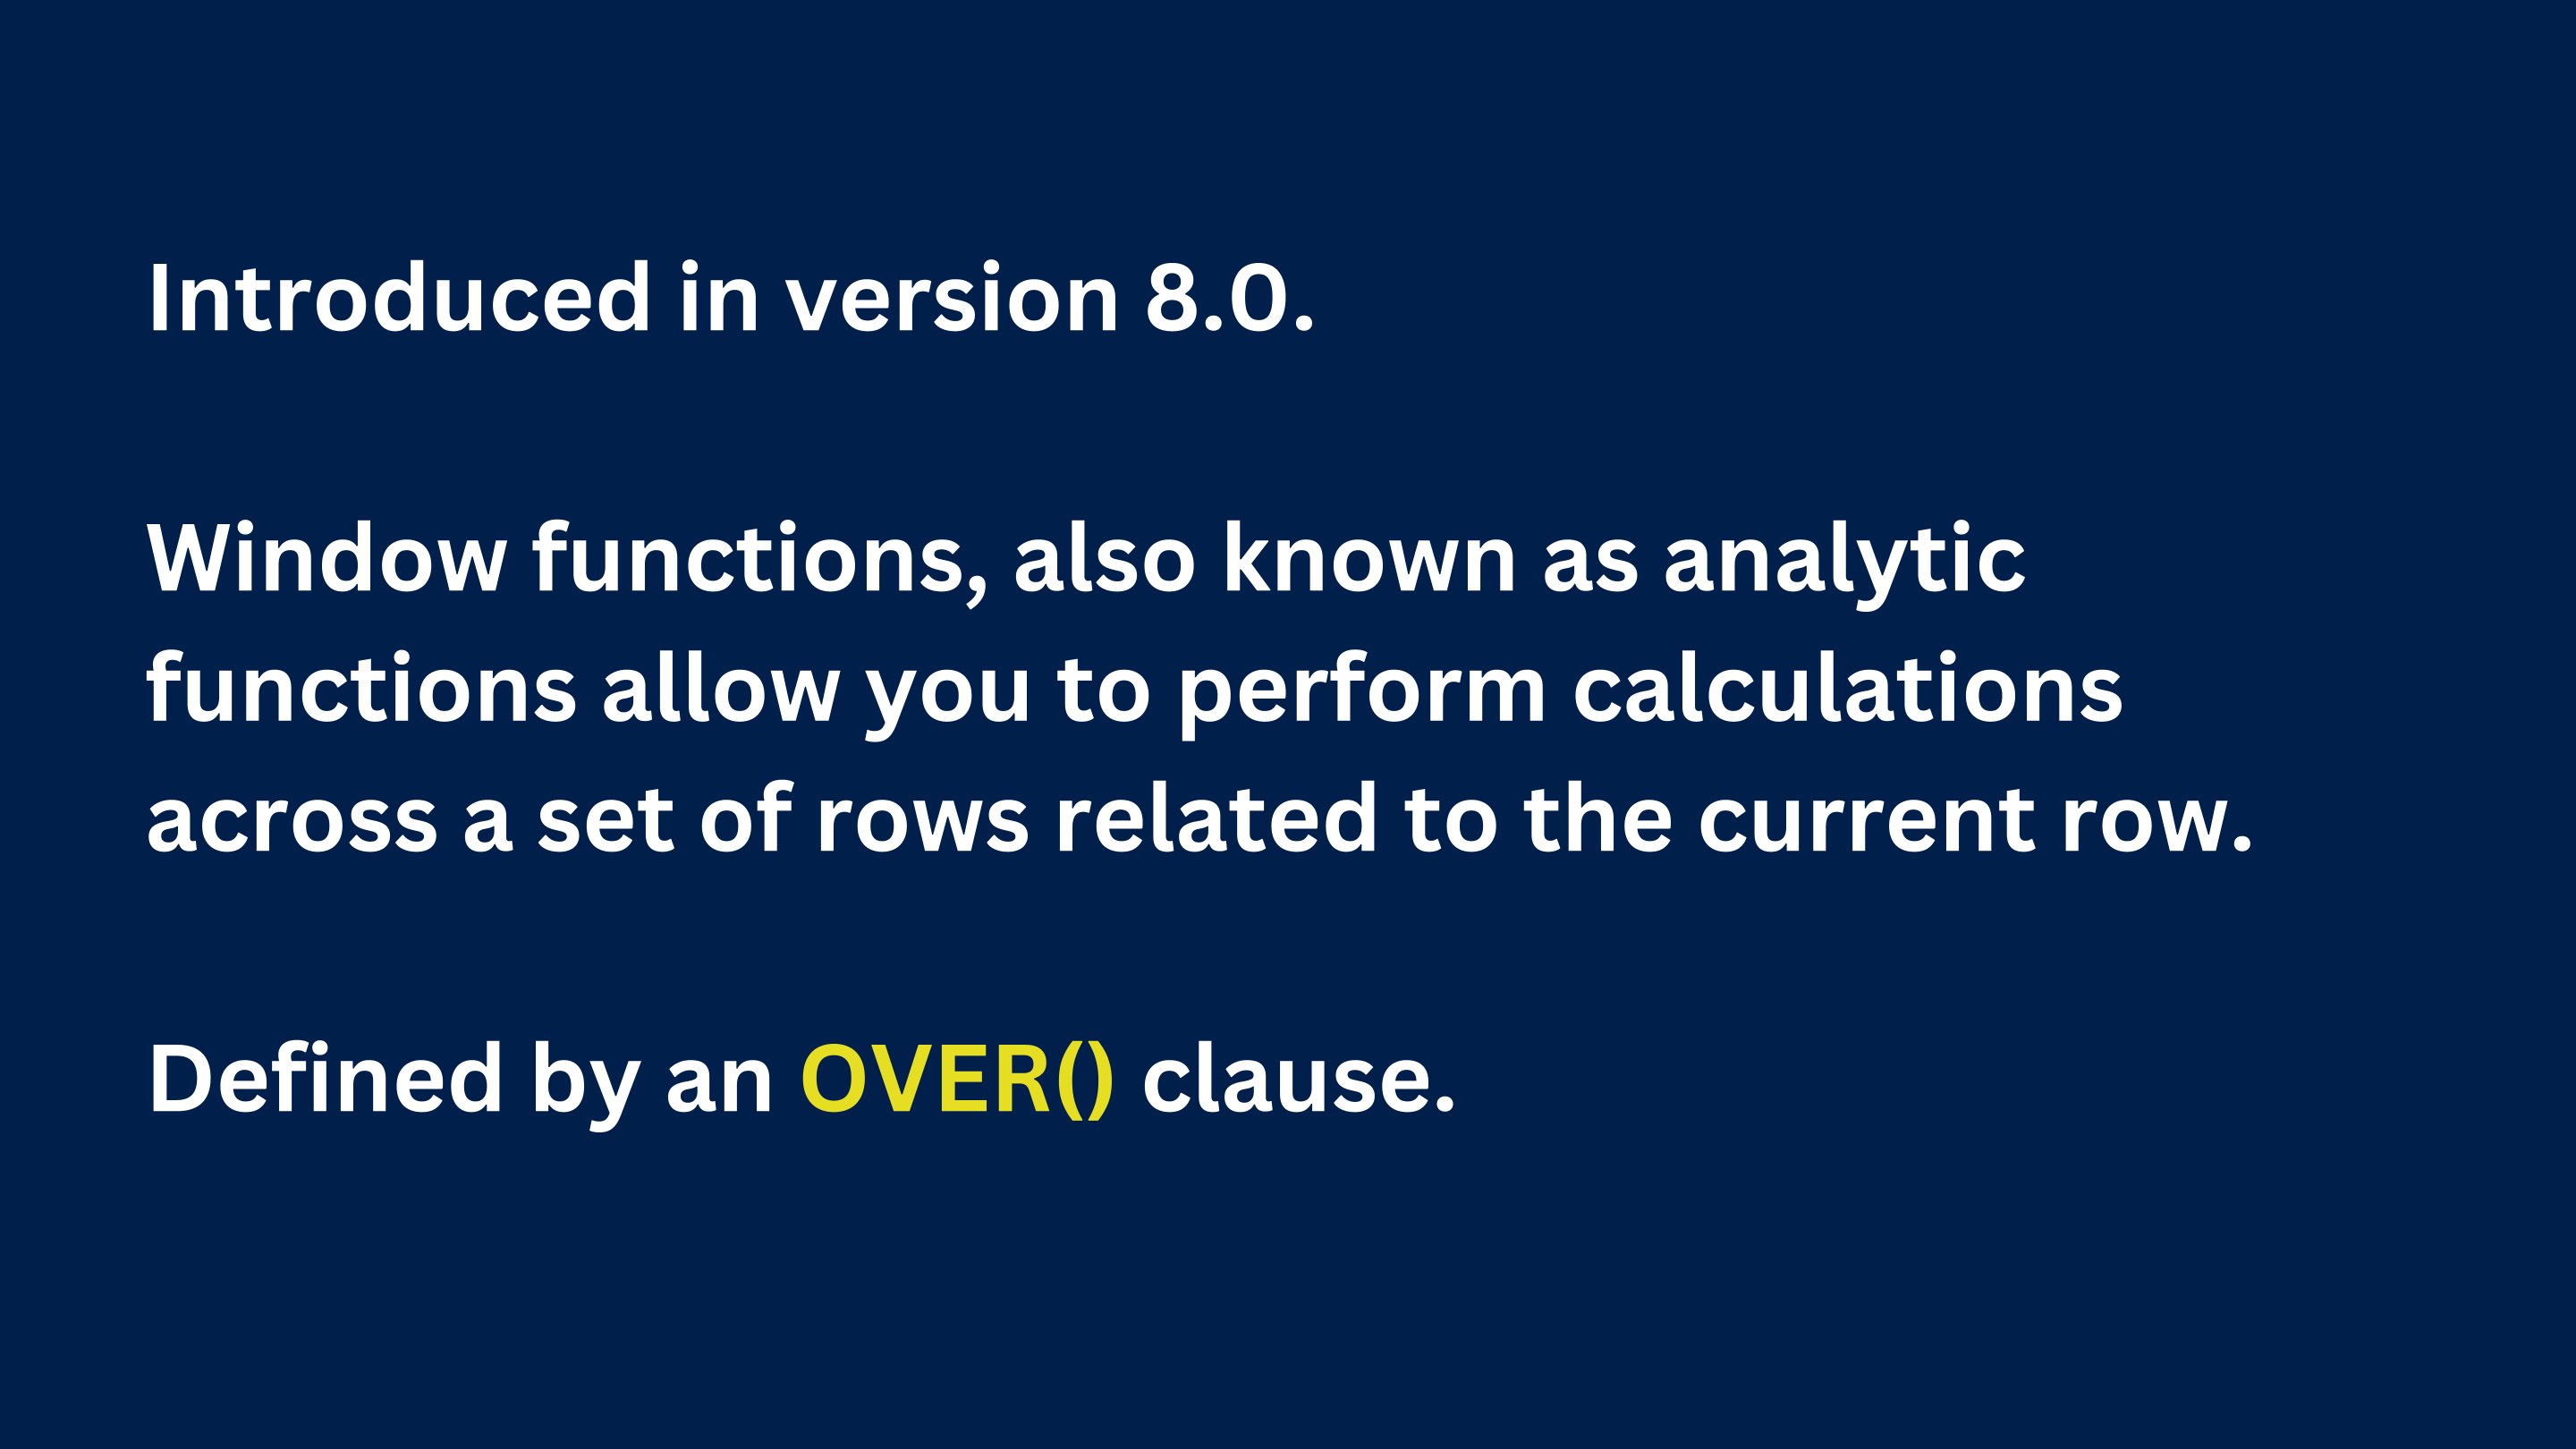 Introduced in version 8.0.
Window functions, also known as analytic
functions allow you to perform calculations
across a set of rows related to the current row.
Defined by an OVER() clause.